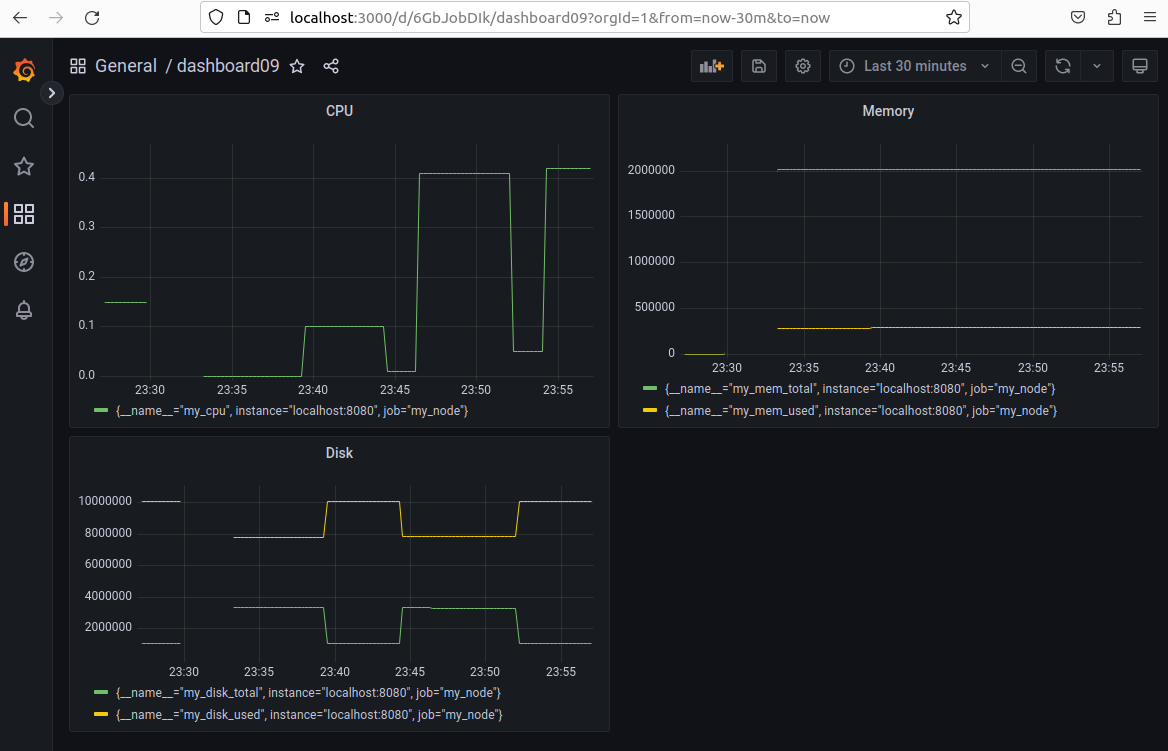 localhost:3000/d/6GbJobDIk/dashboard09?orgId=1&from=now-30m&to=now
General / dashboard09
Last 30 minutes
CPU
0.4
0.3
0.2
0.1
0.0
23:30 23:35 23:40 23:45 23:50 23:55
{__name__="my_cpu", instance="localhost:8080", job="my_node"}
Memory
2000000
1500000
1000000
500000
0
23:30 23:35 23:40 23:45 23:50 23:55
{__name__="my_mem_total", instance="localhost:8080", job="my_node"}
{__name__="my_mem_used", instance="localhost:8080", job="my_node"}
Disk
10000000
8000000
6000000
4000000
2000000
23:30 23:35 23:40 23:45 23:50 23:55
{__name__="my_disk_total", instance="localhost:8080", job="my_node"}
{__name__="my_disk_used", instance="localhost:8080", job="my_node"}